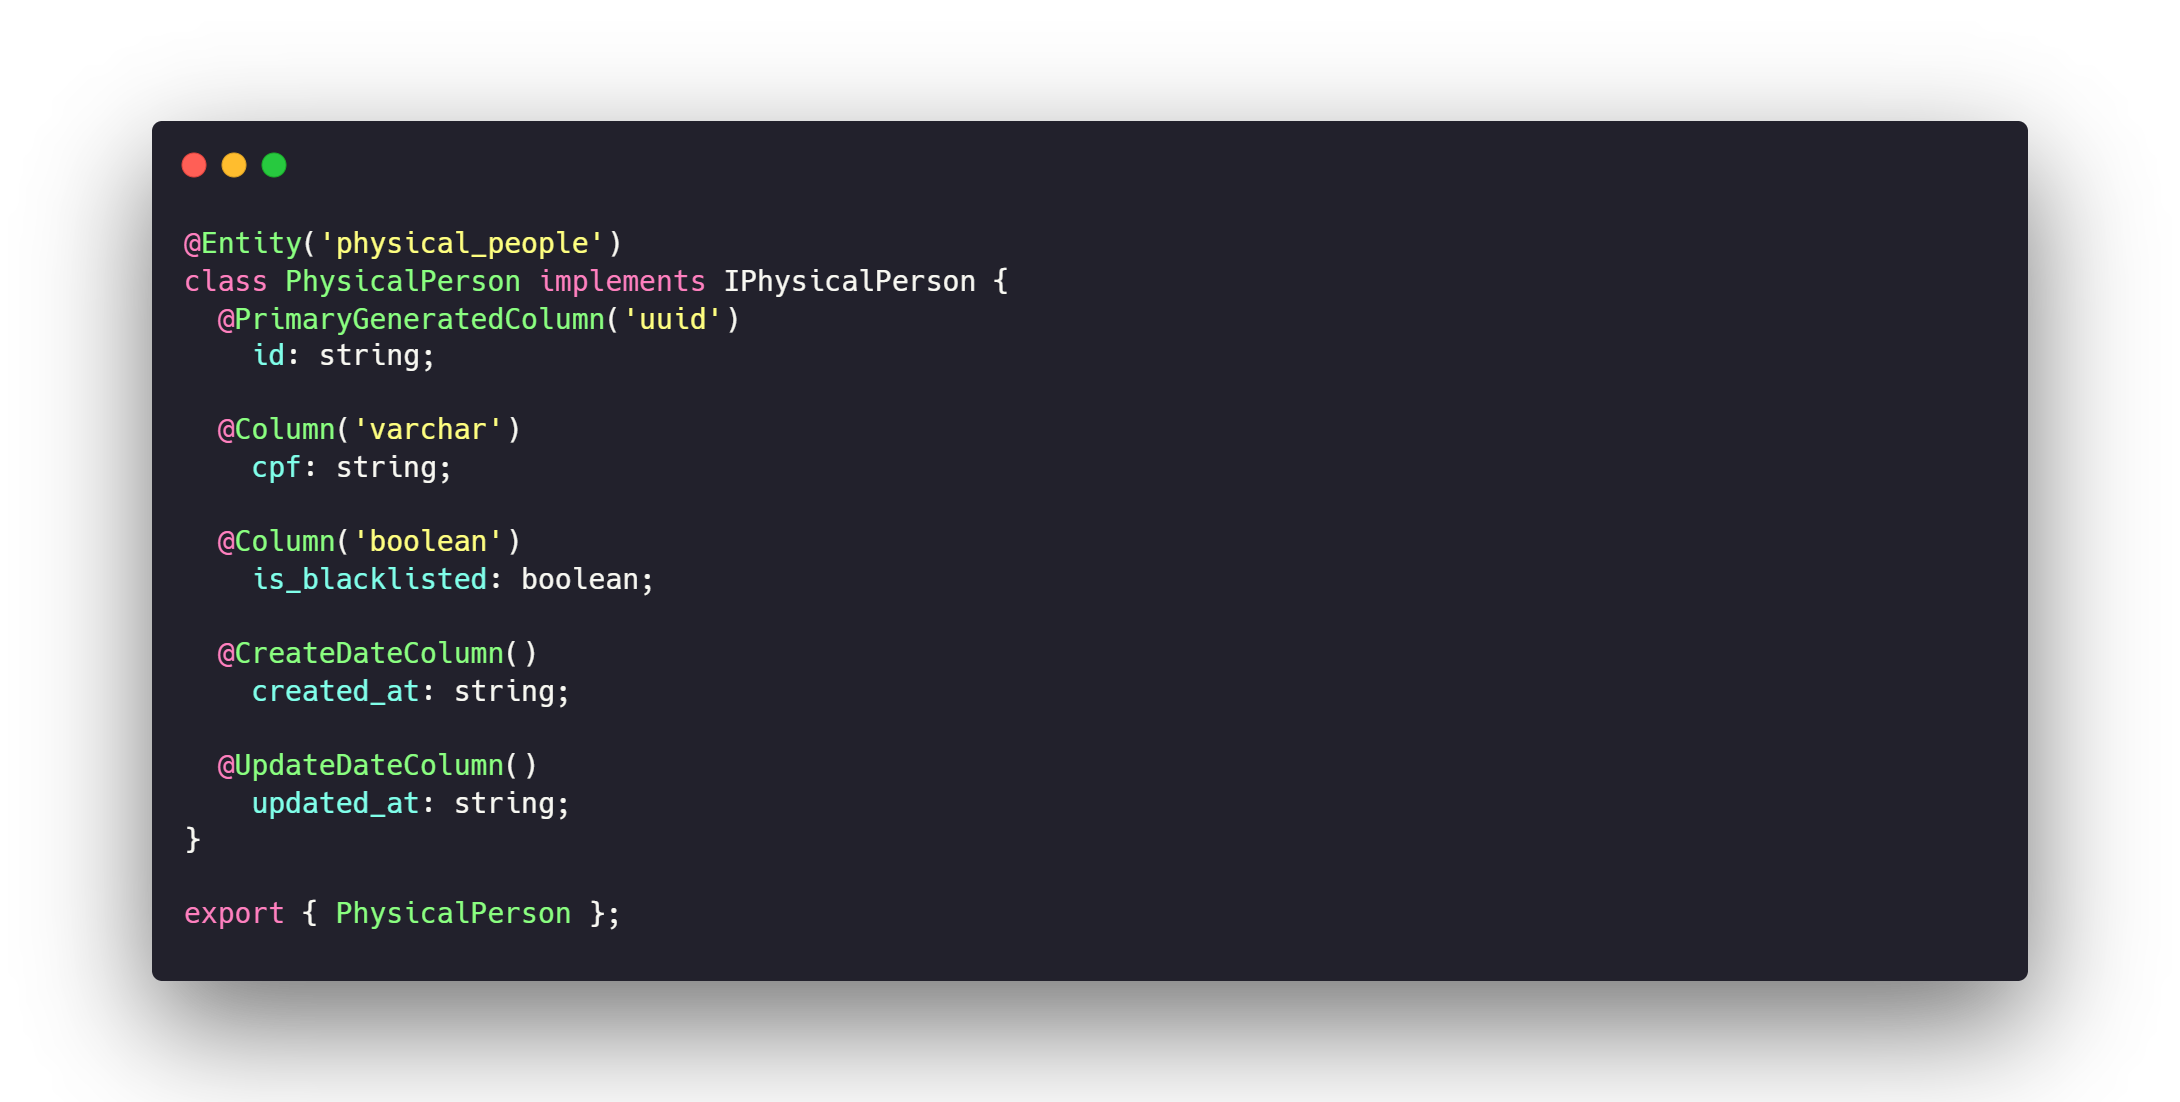 @Entity('physical_people')
class PhysicalPerson implements IPhysicalPerson {
  @PrimaryGeneratedColumn('uuid')
    id: string;

  @Column('varchar')
    cpf: string;

  @Column('boolean')
    is_blacklisted: boolean;

  @CreateDateColumn()
    created_at: string;

  @UpdateDateColumn()
    updated_at: string;
}

export { PhysicalPerson };